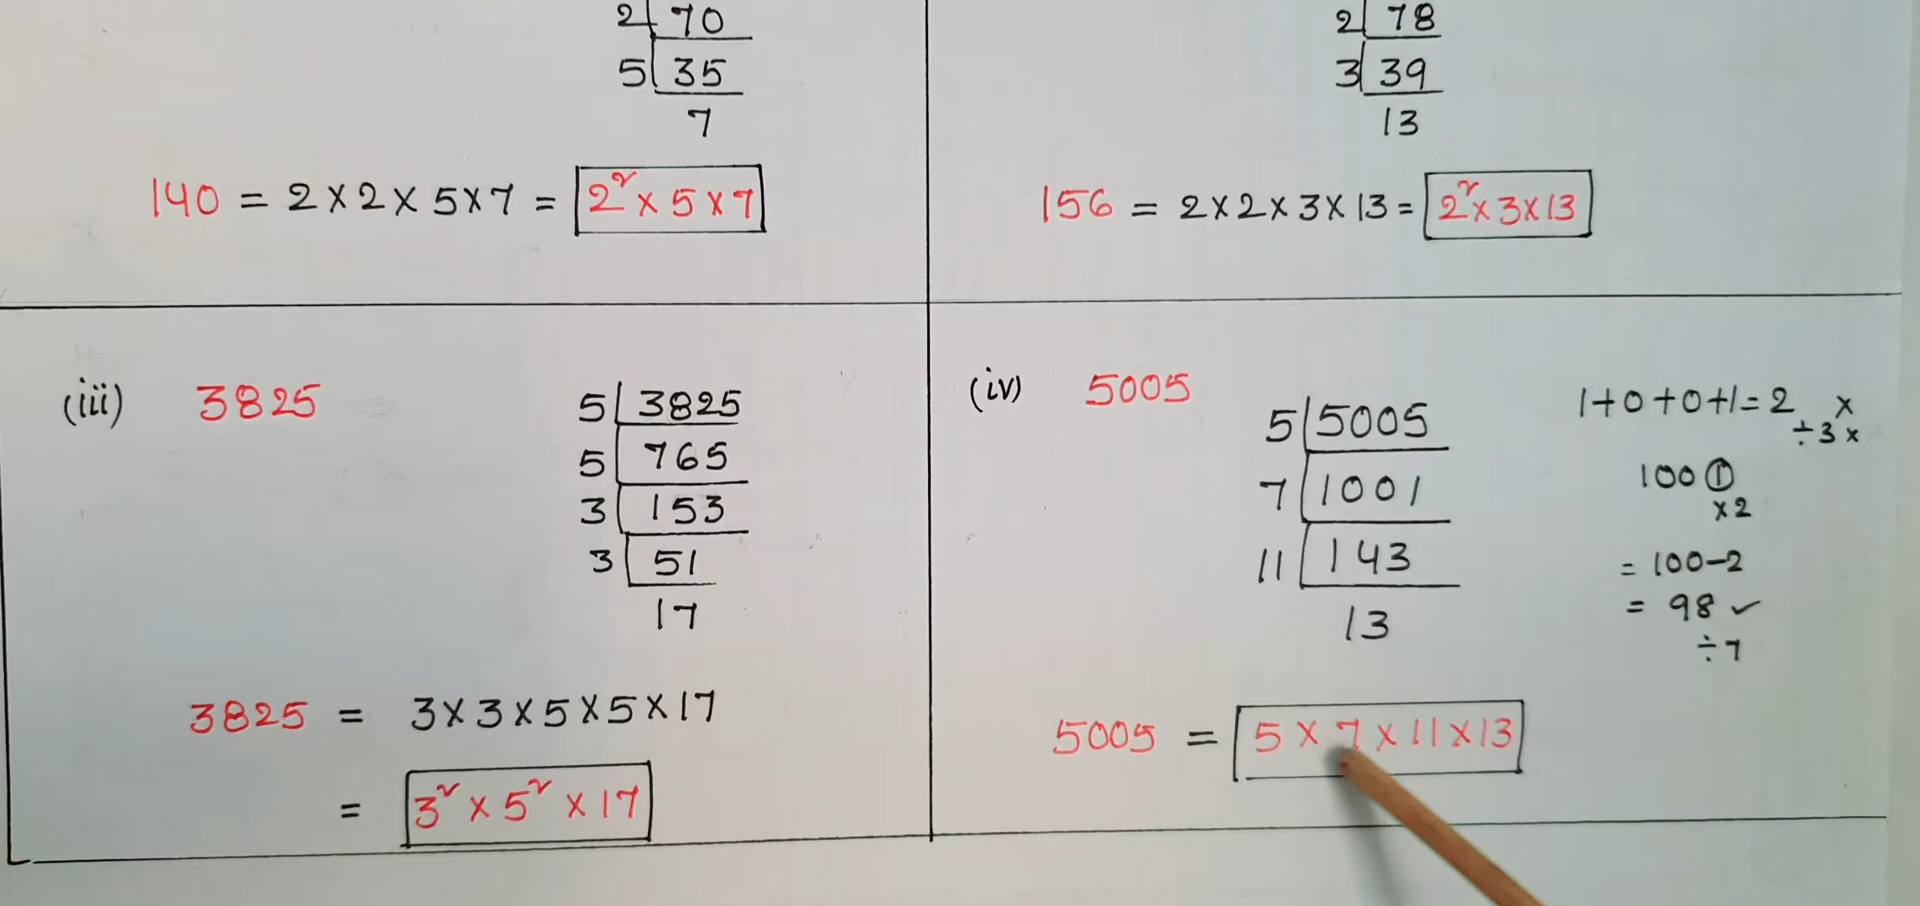 2 | 70
5 | 35
7
140 = 2 × 2 × 5 × 7 = 2² × 5 × 7
2 | 78
3 | 39
13
156 = 2 × 2 × 3 × 13 = 2² × 3 × 13
(iii) 3825
5 | 3825
5 | 765
3 | 153
3 | 51
17
3825 = 3 × 3 × 5 × 5 × 17
= 3² × 5² × 17
(iv) 5005
5 | 5005
7 | 1001
11 | 143
13
1+0+0+1=2 ×
÷3 ×
1001
×2
= 100-2
= 98 ✓
÷7
5005 = 5 × 7 × 11 × 13